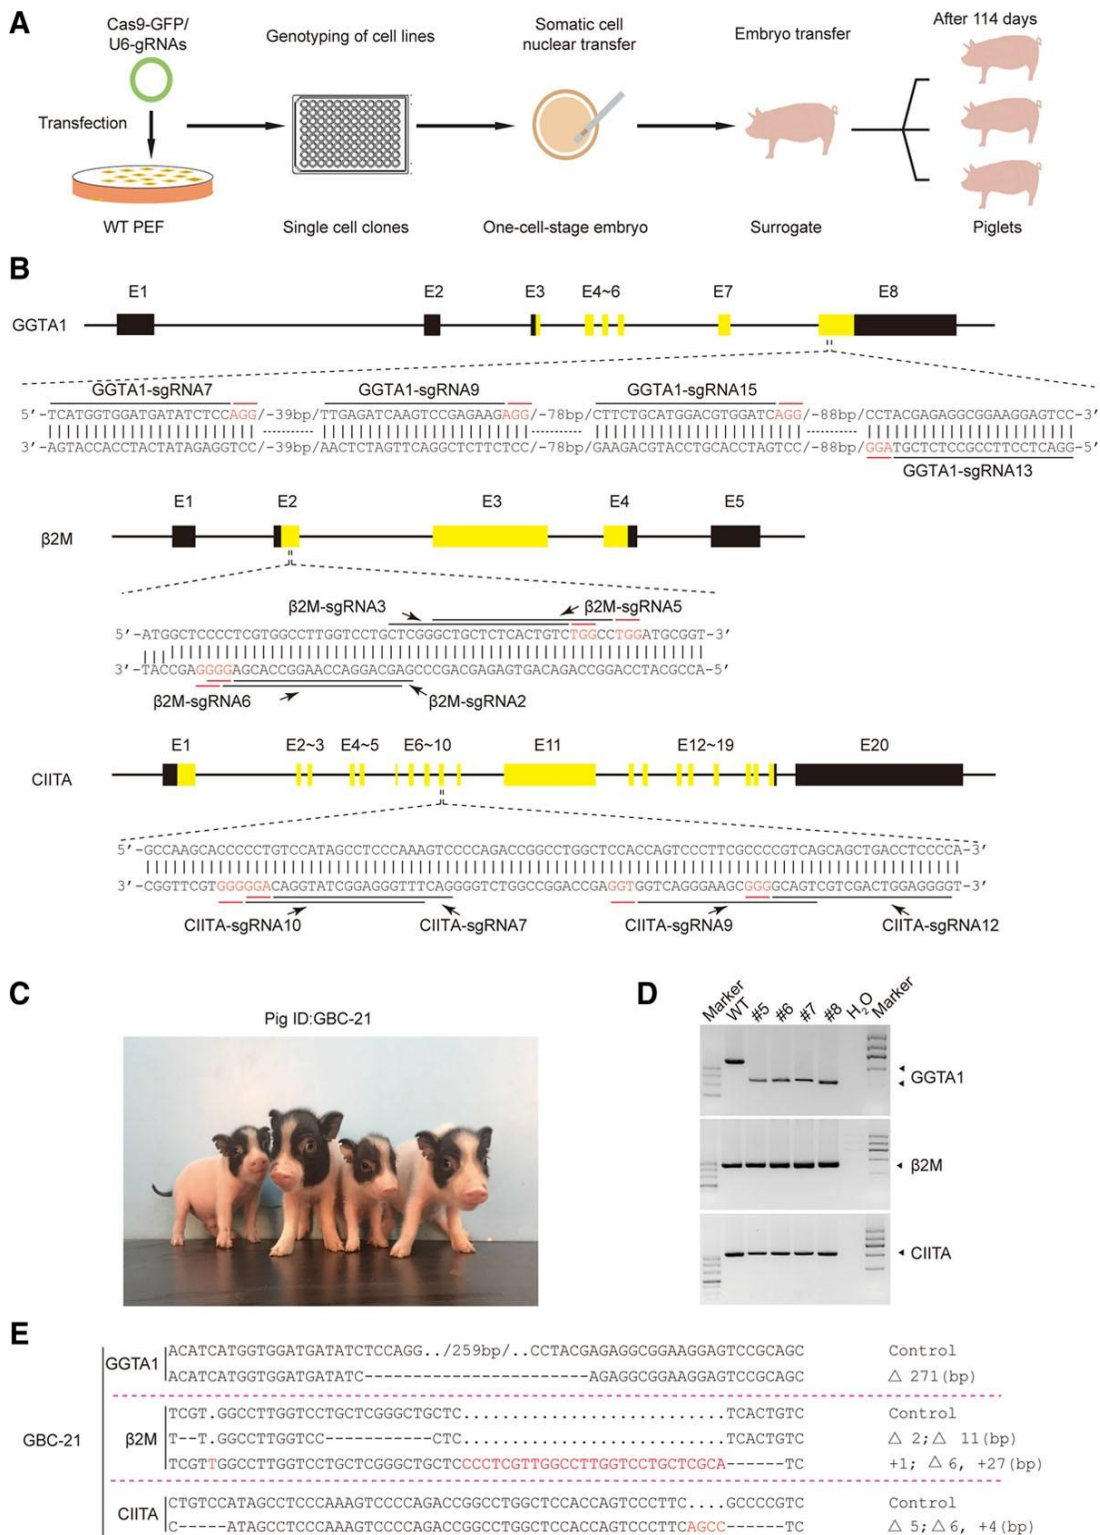 A
Cas9-GFP/
U6-gRNAs
Genotyping of cell lines
Somatic cell
nuclear transfer
Embryo transfer
After 114 days
Transfection
WT PEF
Single cell clones
One-cell-stage embryo
Surrogate
Piglets
B
E1 E2 E3 E4~6 E7 E8
GGTA1
GGTA1-sgRNA7 GGTA1-sgRNA9 GGTA1-sgRNA15
5′-TCATGGTGGATGATATCTCCAGG/-39bp/TTGAGATCAAGTCCGAGAAGAGG/-78bp/CTTCTGCATGGACGTGGATCAGG/-88bp/CCTACGAGAGGCGGAAGGAGTCC-3′
3′-AGTACCACCTACTATAGAGGTCC/-39bp/AACTCTAGTTCAGGCTCTTCTCC/-78bp/GAAGACGTACCTGCACCTAGTCC/-88bp/GGATGCTCTCCGCCTTCCTCAGG-5′
GGTA1-sgRNA13
E1 E2 E3 E4 E5
β2M
β2M-sgRNA3 β2M-sgRNA5
5′-ATGGCTCCCCTCGTGGCCTTGGTCCTGCTCGGGCTGCTCTCACTGTCTGGCCTGGATGCGGT-3′
3′-TACCGAGGGGAGCACCGGAACCAGGACGAGCCCGACGAGAGTGACAGACCGGACCTACGCCA-5′
β2M-sgRNA6 β2M-sgRNA2
E1 E2~3 E4~5 E6~10 E11 E12~19 E20
CIITA
5′-GCCAAGCACCCCCTGTCCATAGCCTCCCAAAGTCCCCAGACCGGCCTGGCTCCACCAGTCCCTTCGCCCCGTCAGCAGCTGACCTCCCCA-3′
3′-CGGTTCGTGGGGGACAGGTATCGGAGGGTTTCAGGGGTCTGGCCGGACCGAGGTGGTCAGGGAAGCGGGGCAGTCGTCGACTGGAGGGGT-5′
CIITA-sgRNA10 CIITA-sgRNA7 CIITA-sgRNA9 CIITA-sgRNA12
C
Pig ID:GBC-21
D
Marker WT #5 #6 #7 #8 H₂O Marker
GGTA1
β2M
CIITA
E
GBC-21
GGTA1
ACATCATGGTGGATGATATCTCCAGG../259bp/..CCTACGAGAGGCGGAAGGAGTCCGCAGC Control
ACATCATGGTGGATGATATC-----------------------AGAGGCGGAAGGAGTCCGCAGC △ 271(bp)
β2M
TCGT.GGCCTTGGTCCTGCTCGGGCTGCTC...........................TCACTGTC Control
T--T.GGCCTTGGTCC-----------CTC...........................TCACTGTC △ 2;△ 11(bp)
TCGTTGGCCTTGGTCCTGCTCGGGCTGCTCCCCTCGTTGGCCTTGGTCCTGCTCGCA------TC +1; △ 6, +27(bp)
CIITA
CTGTCCATAGCCTCCCAAAGTCCCCAGACCGGCCTGGCTCCACCAGTCCCTTC....GCCCCGTC Control
C-----ATAGCCTCCCAAAGTCCCCAGACCGGCCTGGCTCCACCAGTCCCTTCAGCC------TC △ 5;△6, +4(bp)